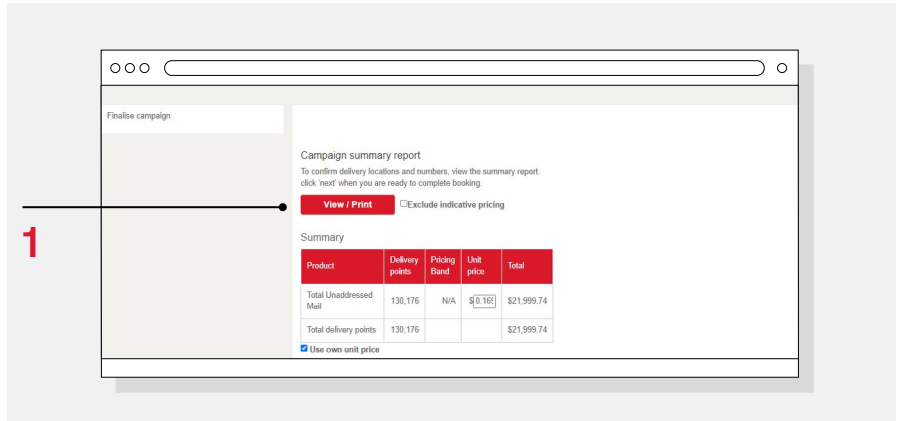 Finalise campaign
Campaign summary report
To confirm delivery locations and numbers, view the summary report.
click 'next' when you are ready to complete booking.
View / Print Exclude indicative pricing
1
Summary
Product Delivery points Pricing Band Unit price Total
Total Unaddressed Mail 130,176 N/A $ 0.169 $21,999.74
Total delivery points 130,176 $21,999.74
Use own unit price